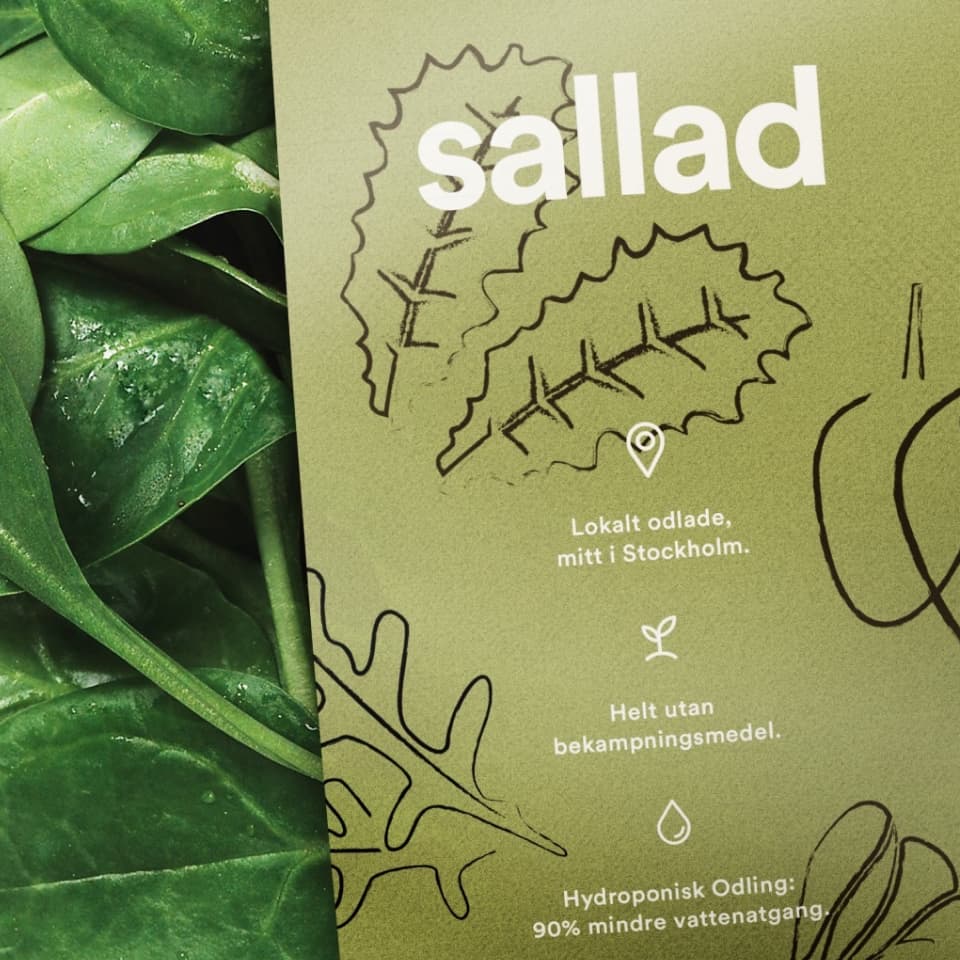 sallad
Lokalt odlade,
mitt i Stockholm.
Helt utan
bekampningsmedel.
Hydroponisk Odling:
90% mindre vattenatgang.